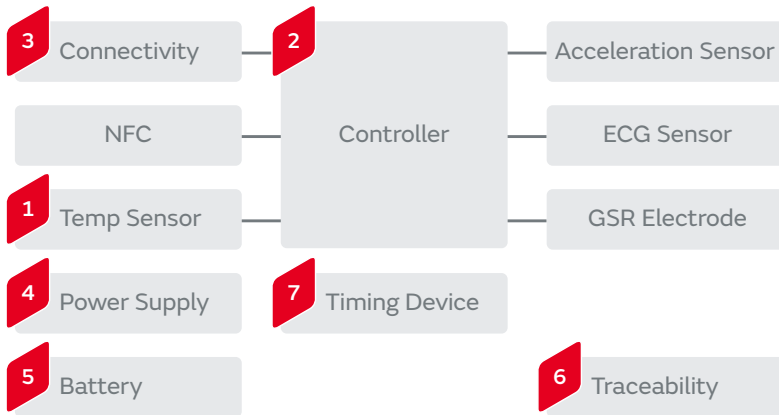 3 Connectivity
2
Acceleration Sensor
NFC
Controller
ECG Sensor
1 Temp Sensor
GSR Electrode
4 Power Supply
7 Timing Device
5 Battery
6 Traceability